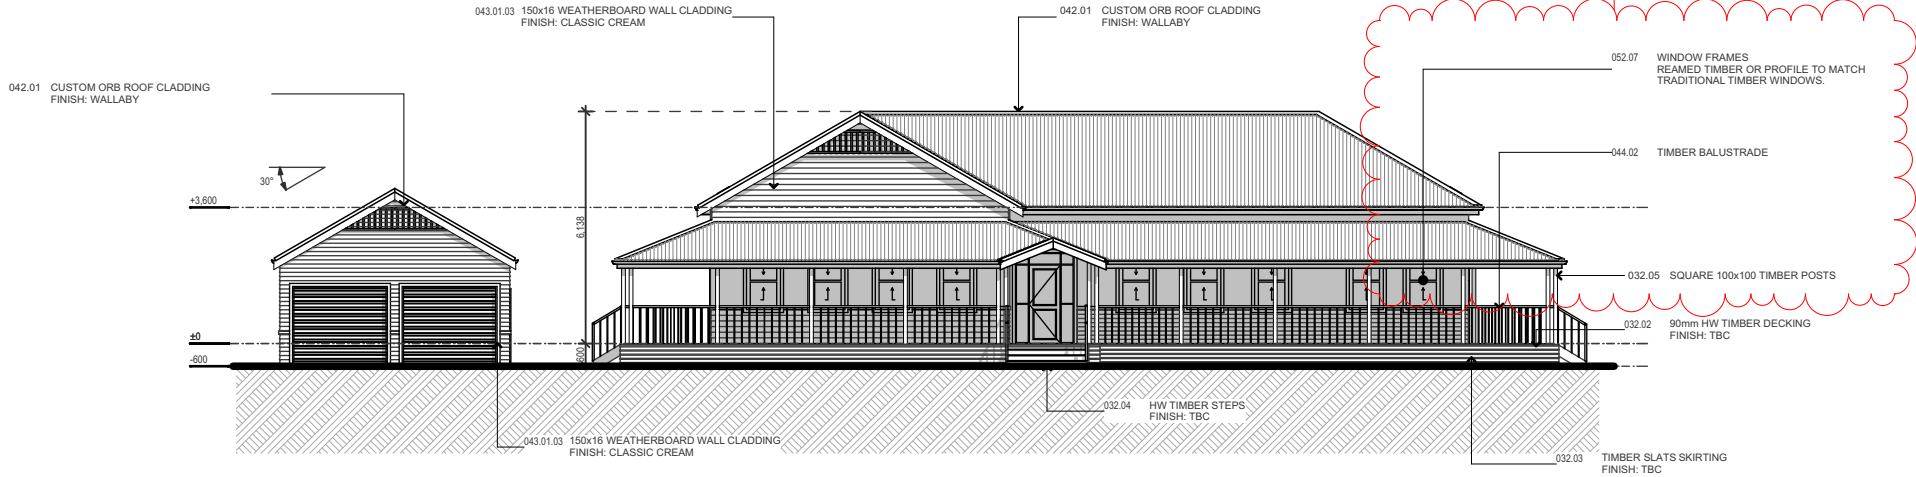 043.01.03 150x16 WEATHERBOARD WALL CLADDING
FINISH: CLASSIC CREAM
042.01 CUSTOM ORB ROOF CLADDING
FINISH: WALLABY
052.07 WINDOW FRAMES
REAMED TIMBER OR PROFILE TO MATCH
TRADITIONAL TIMBER WINDOWS.
042.01 CUSTOM ORB ROOF CLADDING
FINISH: WALLABY
044.02 TIMBER BALUSTRADE
30°
+3,600
6,138
032.05 SQUARE 100x100 TIMBER POSTS
032.02 90mm HW TIMBER DECKING
FINISH: TBC
±0
-600
600
032.04 HW TIMBER STEPS
FINISH: TBC
043.01.03 150x16 WEATHERBOARD WALL CLADDING
FINISH: CLASSIC CREAM
032.03 TIMBER SLATS SKIRTING
FINISH: TBC